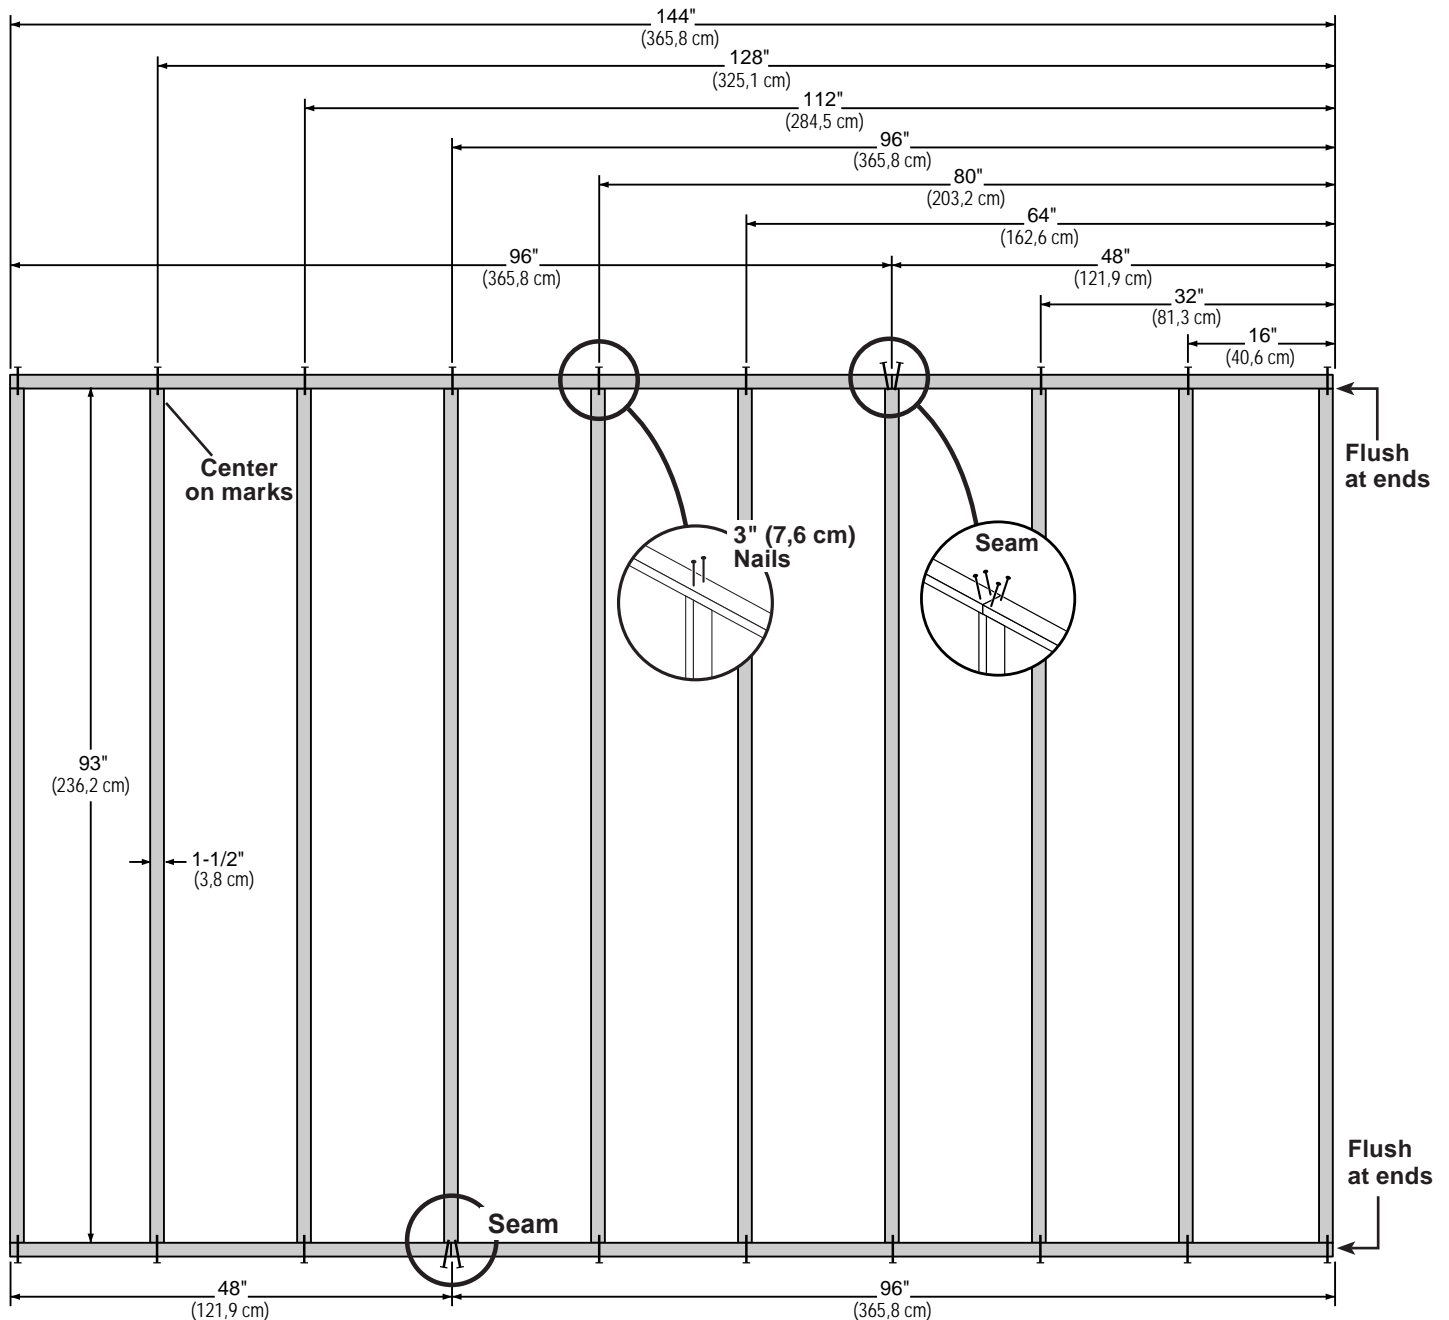 144"
(365,8 cm)
128"
(325,1 cm)
112"
(284,5 cm)
96"
(365,8 cm)
80"
(203,2 cm)
64"
(162,6 cm)
96"
(365,8 cm)
48"
(121,9 cm)
32"
(81,3 cm)
16"
(40,6 cm)
Center
on marks
Flush
at ends
3" (7,6 cm)
Nails
Seam
93"
(236,2 cm)
1-1/2"
(3,8 cm)
Flush
at ends
Seam
48"
(121,9 cm)
96"
(365,8 cm)